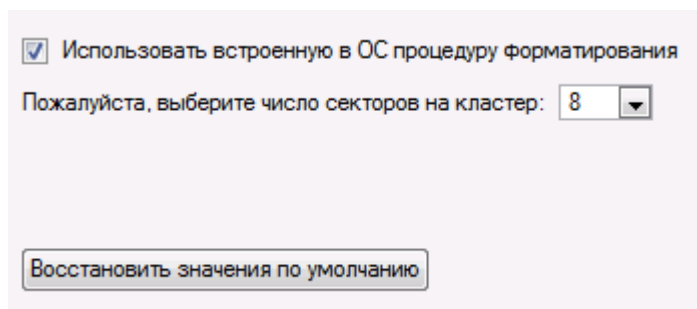 Использовать встроенную в ОС процедуру форматирования
Пожалуйста, выберите число секторов на кластер: 8
Восстановить значения по умолчанию